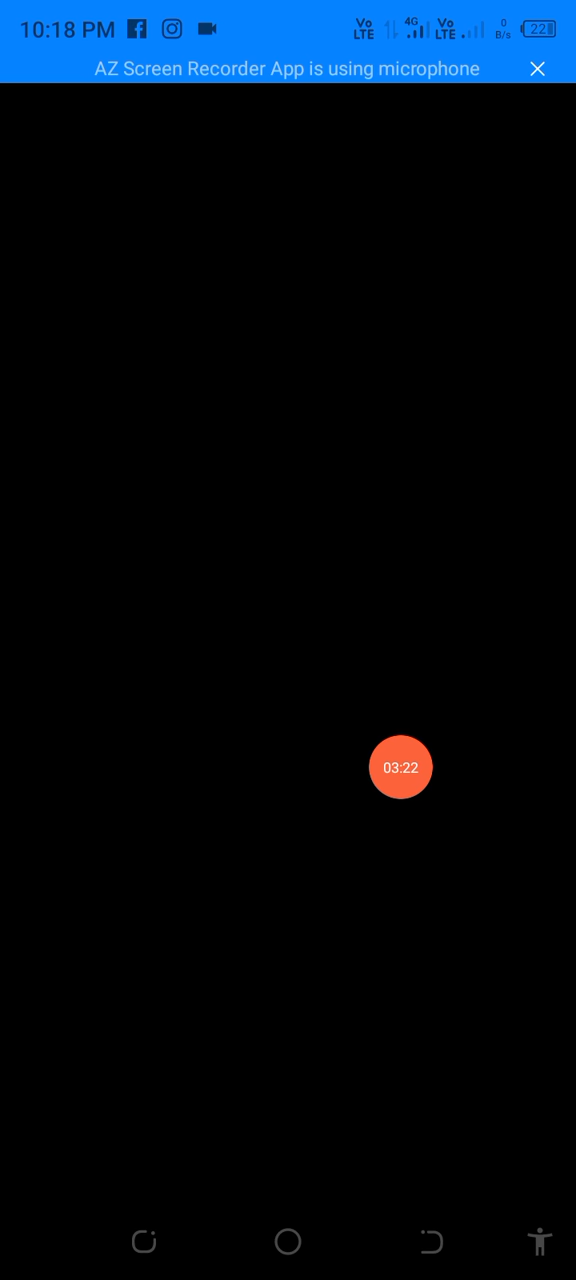 10:18 PM Vo LTE 4G Vo LTE 0 B/s 22
AZ Screen Recorder App is using microphone
03:22